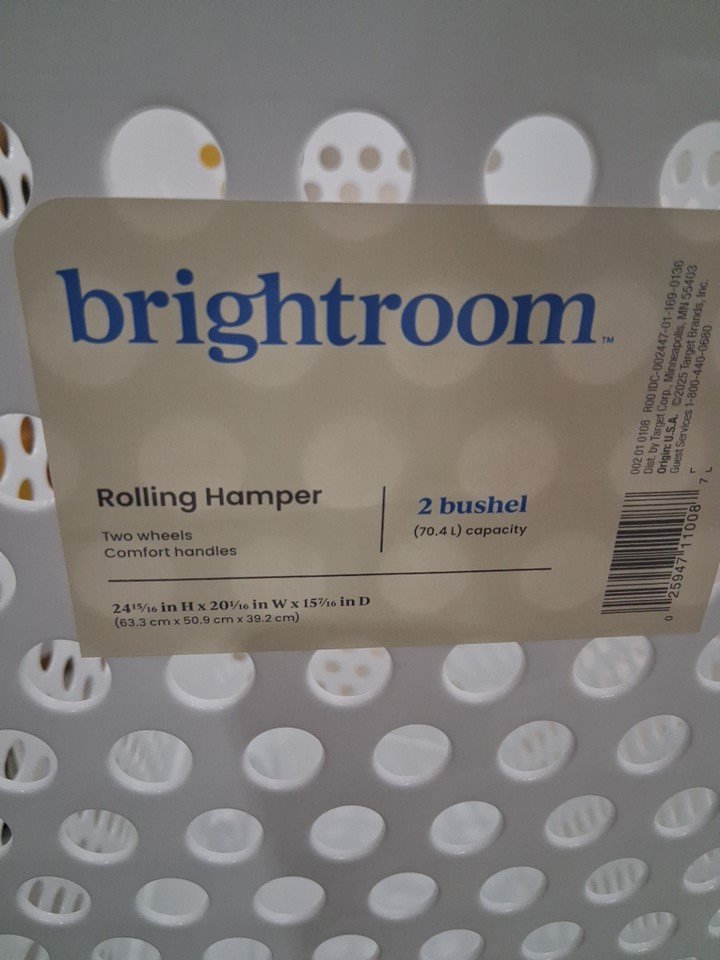 brightroom™
Rolling Hamper
Two wheels
Comfort handles
2 bushel
(70.4 L) capacity
24¹⁵/₁₆ in H x 20¹/₁₆ in W x 15⁷/₁₆ in D
(63.3 cm x 50.9 cm x 39.2 cm)
002 01 0108 R00 IDC-002447-01-169-0136
Dist. by Target Corp., Minneapolis, MN 55403
Origin: U.S.A. ©2025 Target Brands, Inc.
Guest Services 1-800-440-0680
0 25947 11008 7